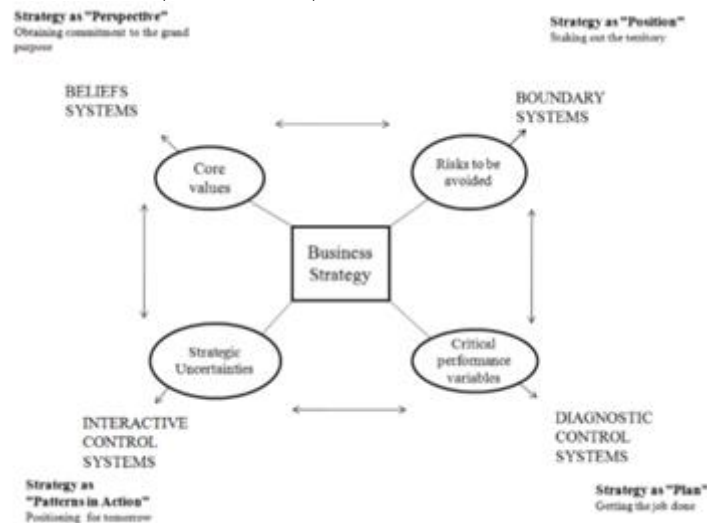 Strategy as "Perspective"
Obtaining commitment to the grand
purpose
Strategy as "Position"
Staking out the territory
BELIEFS
SYSTEMS
BOUNDARY
SYSTEMS
Core
values
Risks to be
avoided
Business
Strategy
Strategic
Uncertainties
Critical
performance
variables
INTERACTIVE
CONTROL
SYSTEMS
DIAGNOSTIC
CONTROL
SYSTEMS
Strategy as
"Patterns in Action"
Positioning for tomorrow
Strategy as "Plan"
Getting the job done